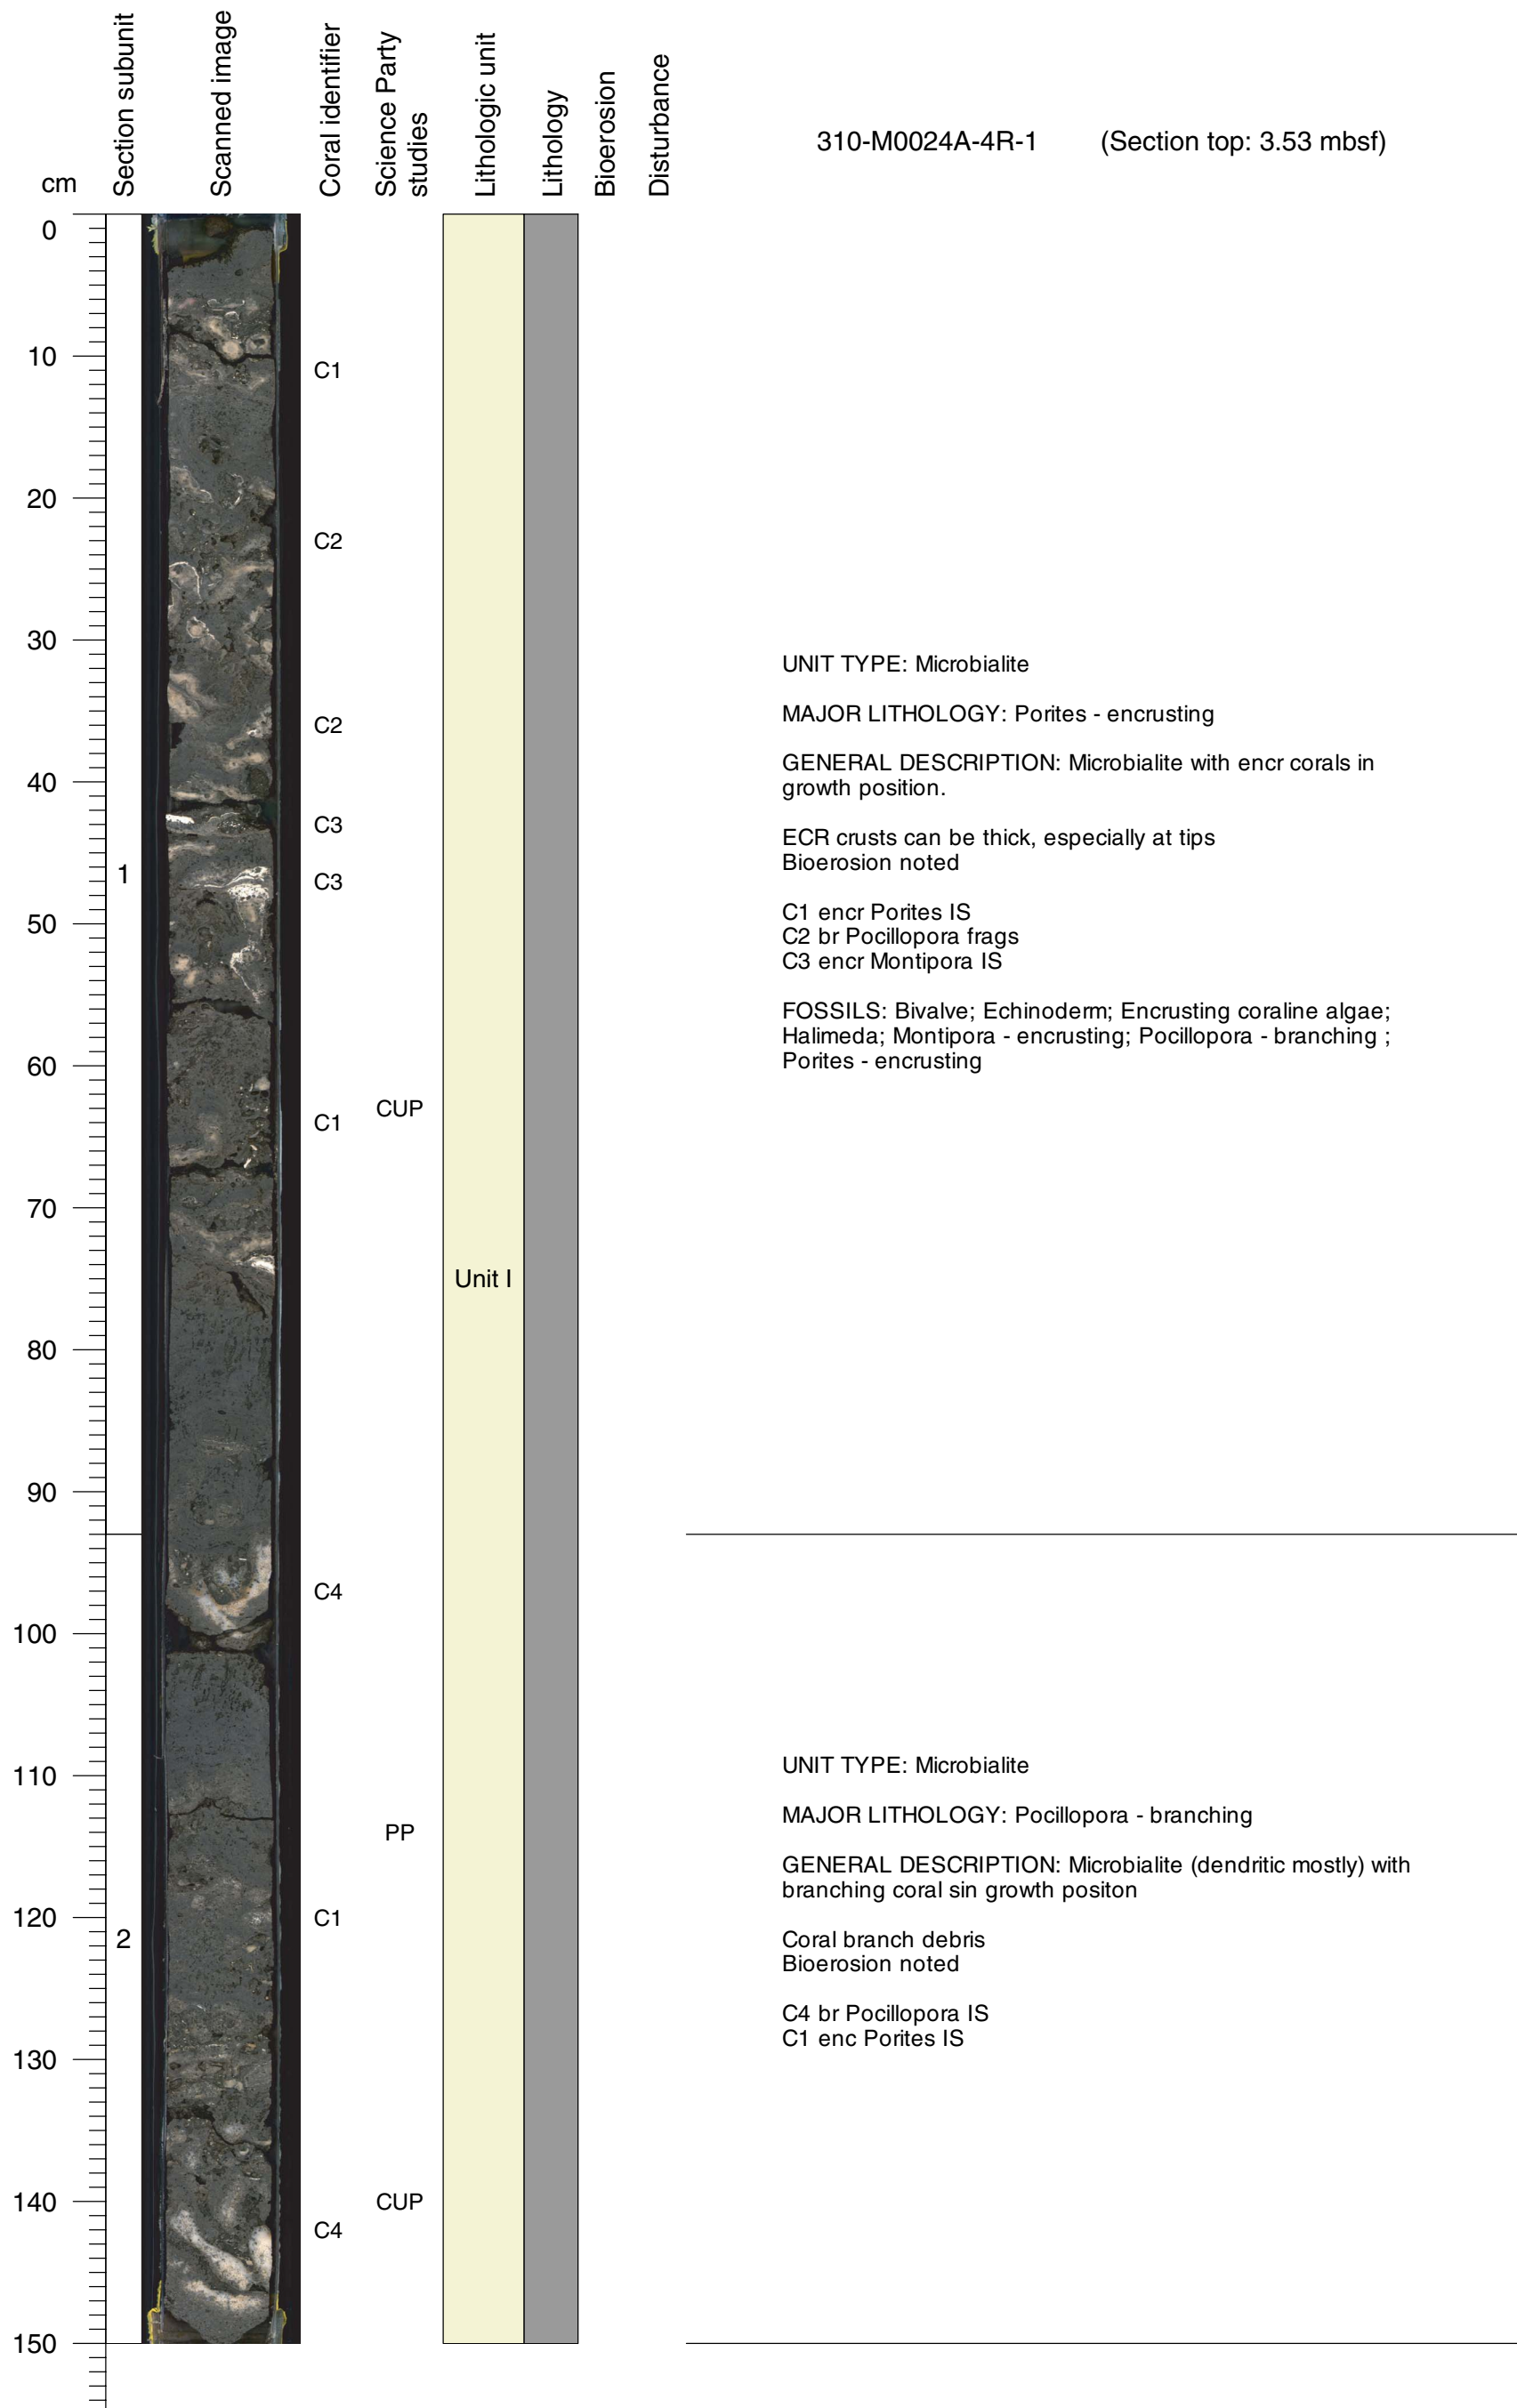 cm
Section subunit
Scanned image
Coral identifier
Science Party
studies
Lithologic unit
Lithology
Bioerosion
Disturbance
310-M0024A-4R-1 (Section top: 3.53 mbsf)
0
10
20
30
40
50
60
70
80
90
100
110
120
130
140
150
1
2
C1
C2
C2
C3
C3
C1
C4
C1
C4
CUP
PP
CUP
Unit I
UNIT TYPE: Microbialite
MAJOR LITHOLOGY: Porites - encrusting
GENERAL DESCRIPTION: Microbialite with encr corals in
growth position.
ECR crusts can be thick, especially at tips
Bioerosion noted
C1 encr Porites IS
C2 br Pocillopora frags
C3 encr Montipora IS
FOSSILS: Bivalve; Echinoderm; Encrusting coraline algae;
Halimeda; Montipora - encrusting; Pocillopora - branching ;
Porites - encrusting
UNIT TYPE: Microbialite
MAJOR LITHOLOGY: Pocillopora - branching
GENERAL DESCRIPTION: Microbialite (dendritic mostly) with
branching coral sin growth positon
Coral branch debris
Bioerosion noted
C4 br Pocillopora IS
C1 enc Porites IS